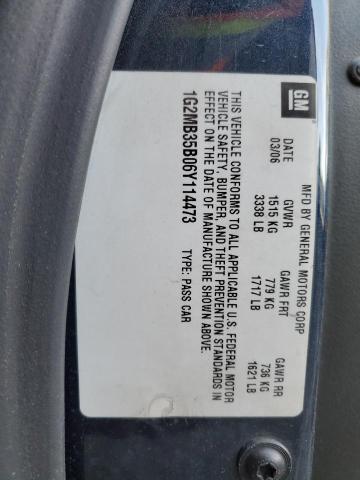 GM
MFD BY GENERAL MOTORS CORP
DATE GVWR GAWR FRT GAWR RR
03/06 1515 KG 779 KG 736 KG
3338 LB 1717 LB 1621 LB
THIS VEHICLE CONFORMS TO ALL APPLICABLE U.S. FEDERAL MOTOR
VEHICLE SAFETY, BUMPER, AND THEFT PREVENTION STANDARDS IN
EFFECT ON THE DATE OF MANUFACTURE SHOWN ABOVE.
1G2MB35B06Y114473 TYPE: PASS CAR